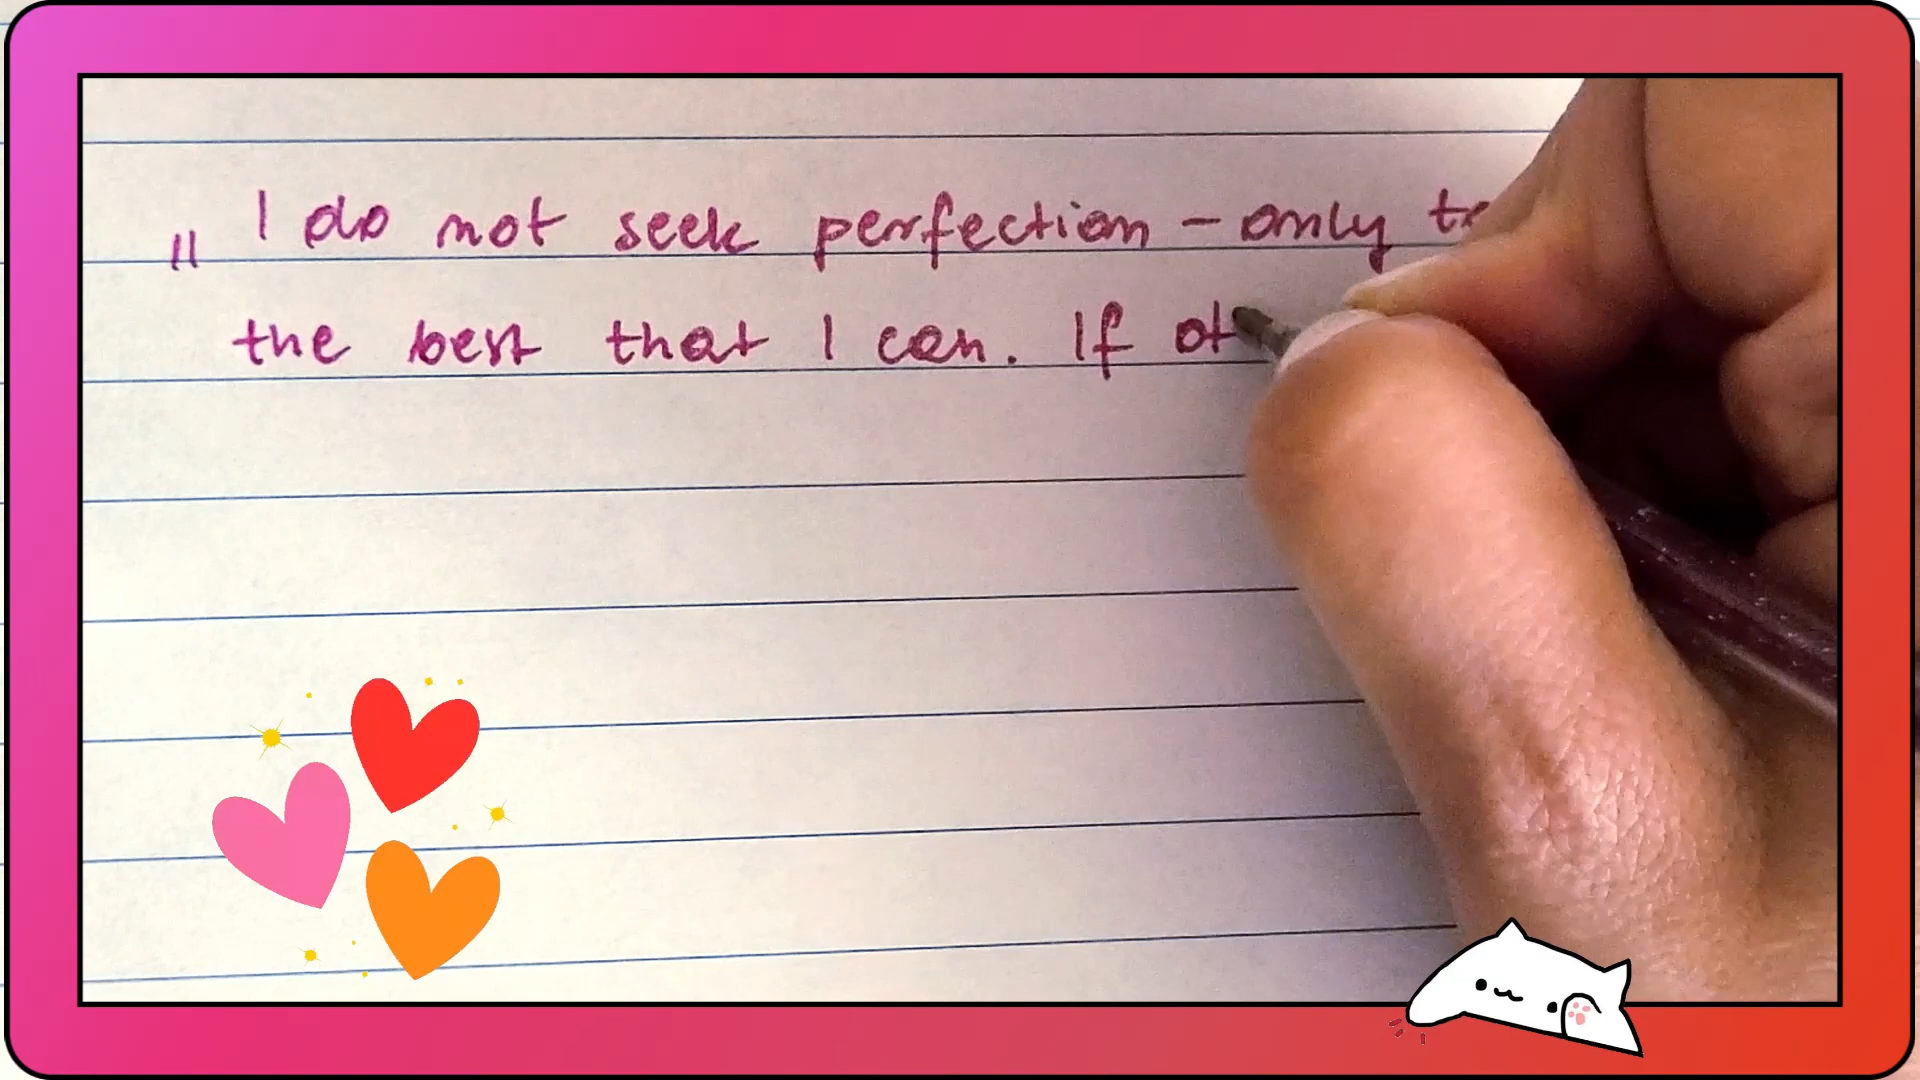 „ I do not seek perfection - only
the best that I can. If